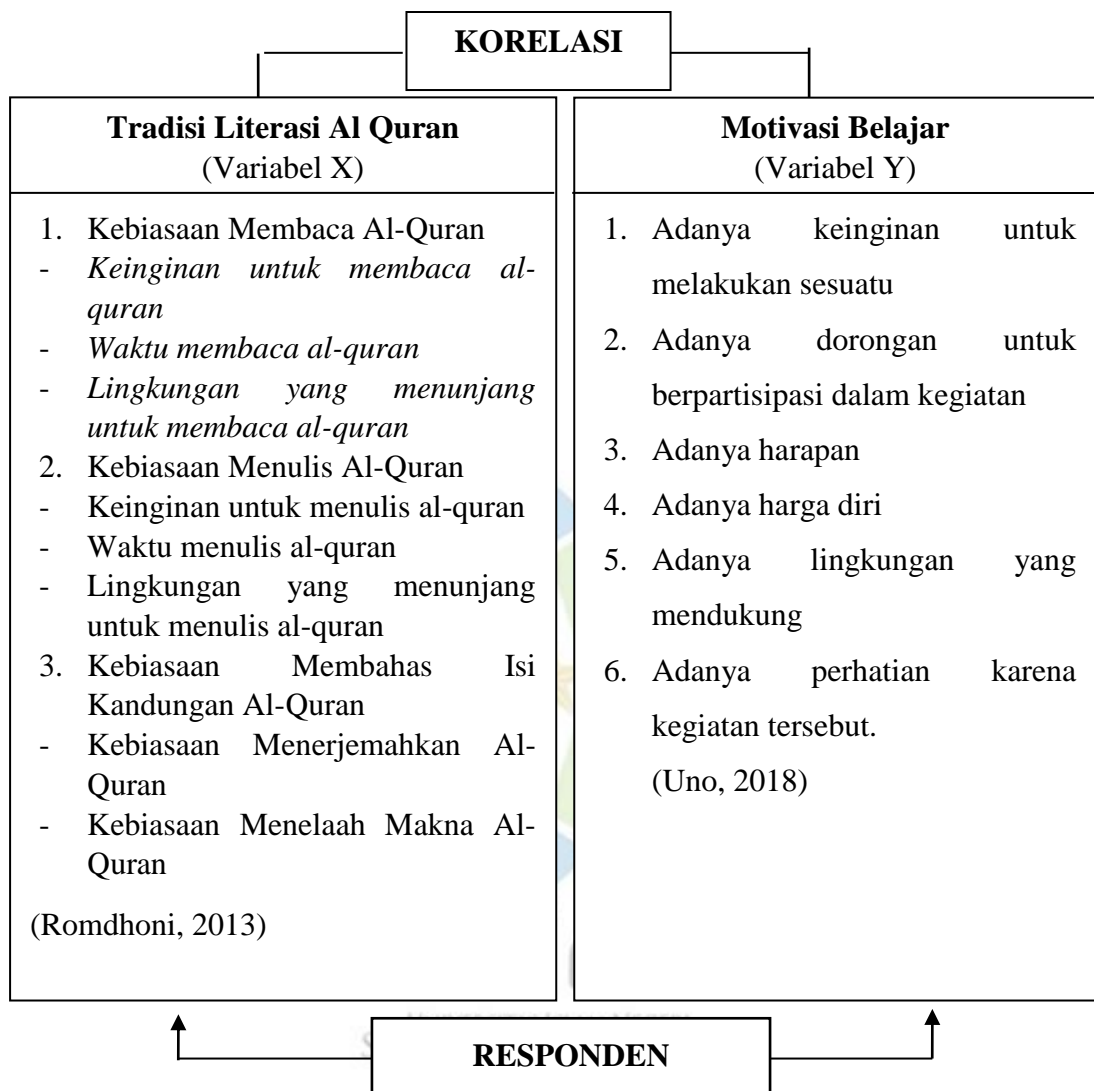 KORELASI
Tradisi Literasi Al Quran
(Variabel X)
1. Kebiasaan Membaca Al-Quran
- Keinginan untuk membaca al-
quran
- Waktu membaca al-quran
- Lingkungan yang menunjang
untuk membaca al-quran
2. Kebiasaan Menulis Al-Quran
- Keinginan untuk menulis al-quran
- Waktu menulis al-quran
- Lingkungan yang menunjang
untuk menulis al-quran
3. Kebiasaan Membahas Isi
Kandungan Al-Quran
- Kebiasaan Menerjemahkan Al-
Quran
- Kebiasaan Menelaah Makna Al-
Quran
(Romdhoni, 2013)
Motivasi Belajar
(Variabel Y)
1. Adanya keinginan untuk
melakukan sesuatu
2. Adanya dorongan untuk
berpartisipasi dalam kegiatan
3. Adanya harapan
4. Adanya harga diri
5. Adanya lingkungan yang
mendukung
6. Adanya perhatian karena
kegiatan tersebut.
(Uno, 2018)
RESPONDEN